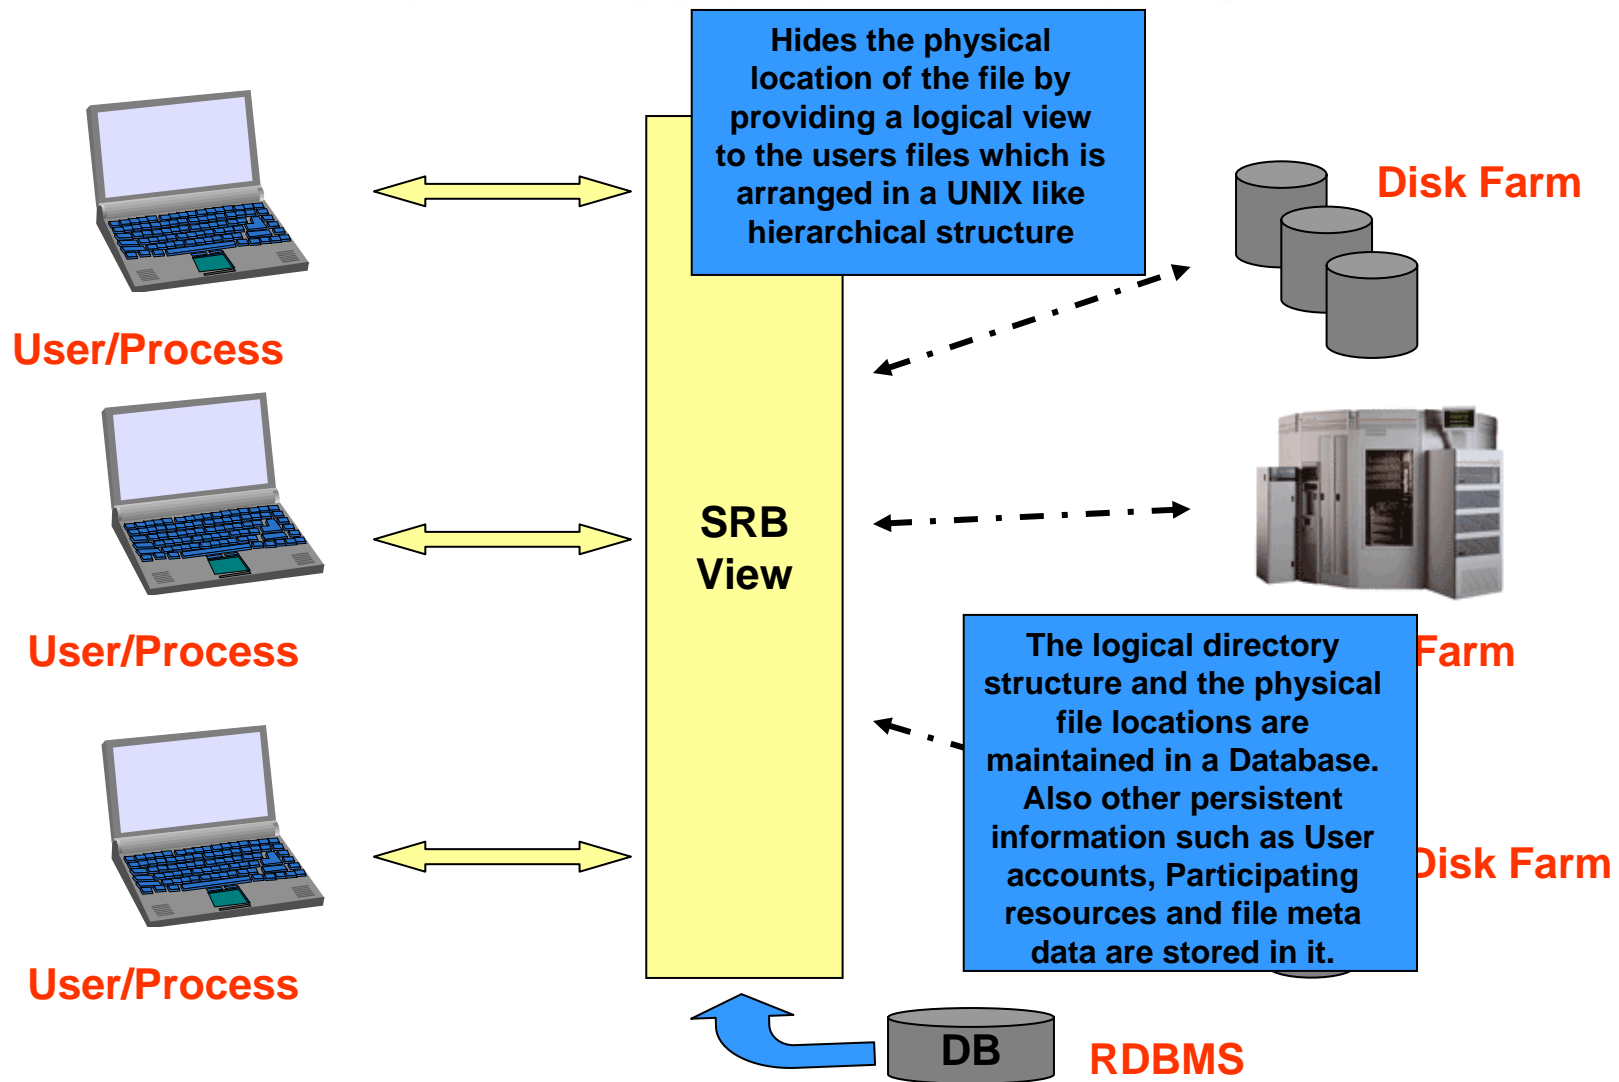 Hides the physical
location of the file by
providing a logical view
to the users files which is
arranged in a UNIX like
hierarchical structure
Disk Farm
User/Process
SRB
View
User/Process
Farm
The logical directory
structure and the physical
file locations are
maintained in a Database.
Also other persistent
information such as User
accounts, Participating
resources and file meta
data are stored in it.
Disk Farm
User/Process
DB
RDBMS